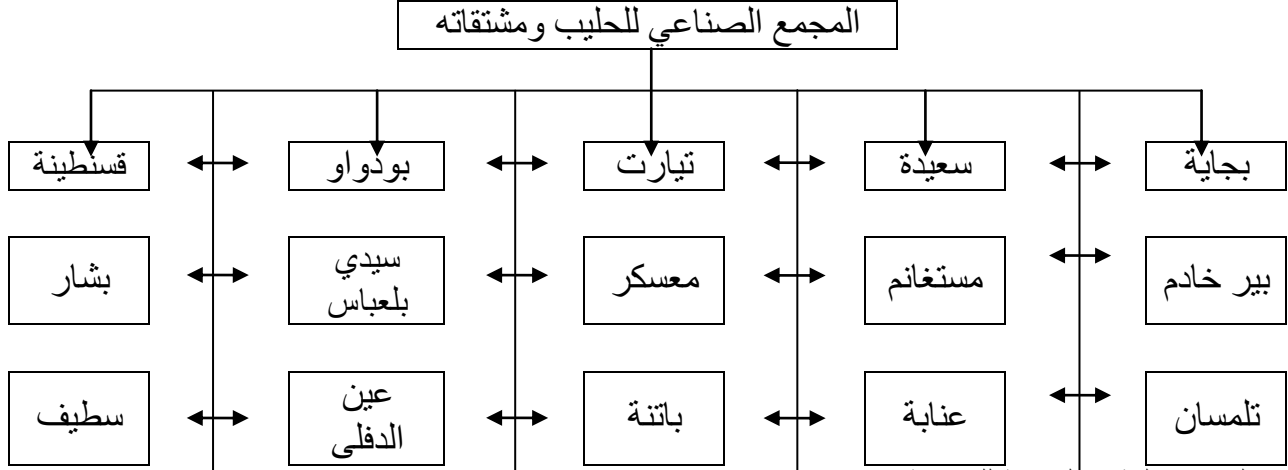 المجمع الصناعي للحليب ومشتقاته
بجاية
سعيدة
تيارت
بودواو
قسنطينة
بير خادم
مستغانم
معسكر
سيدي
بلعباس
بشار
تلمسان
عنابة
باتنة
عين
الدفلى
سطيف